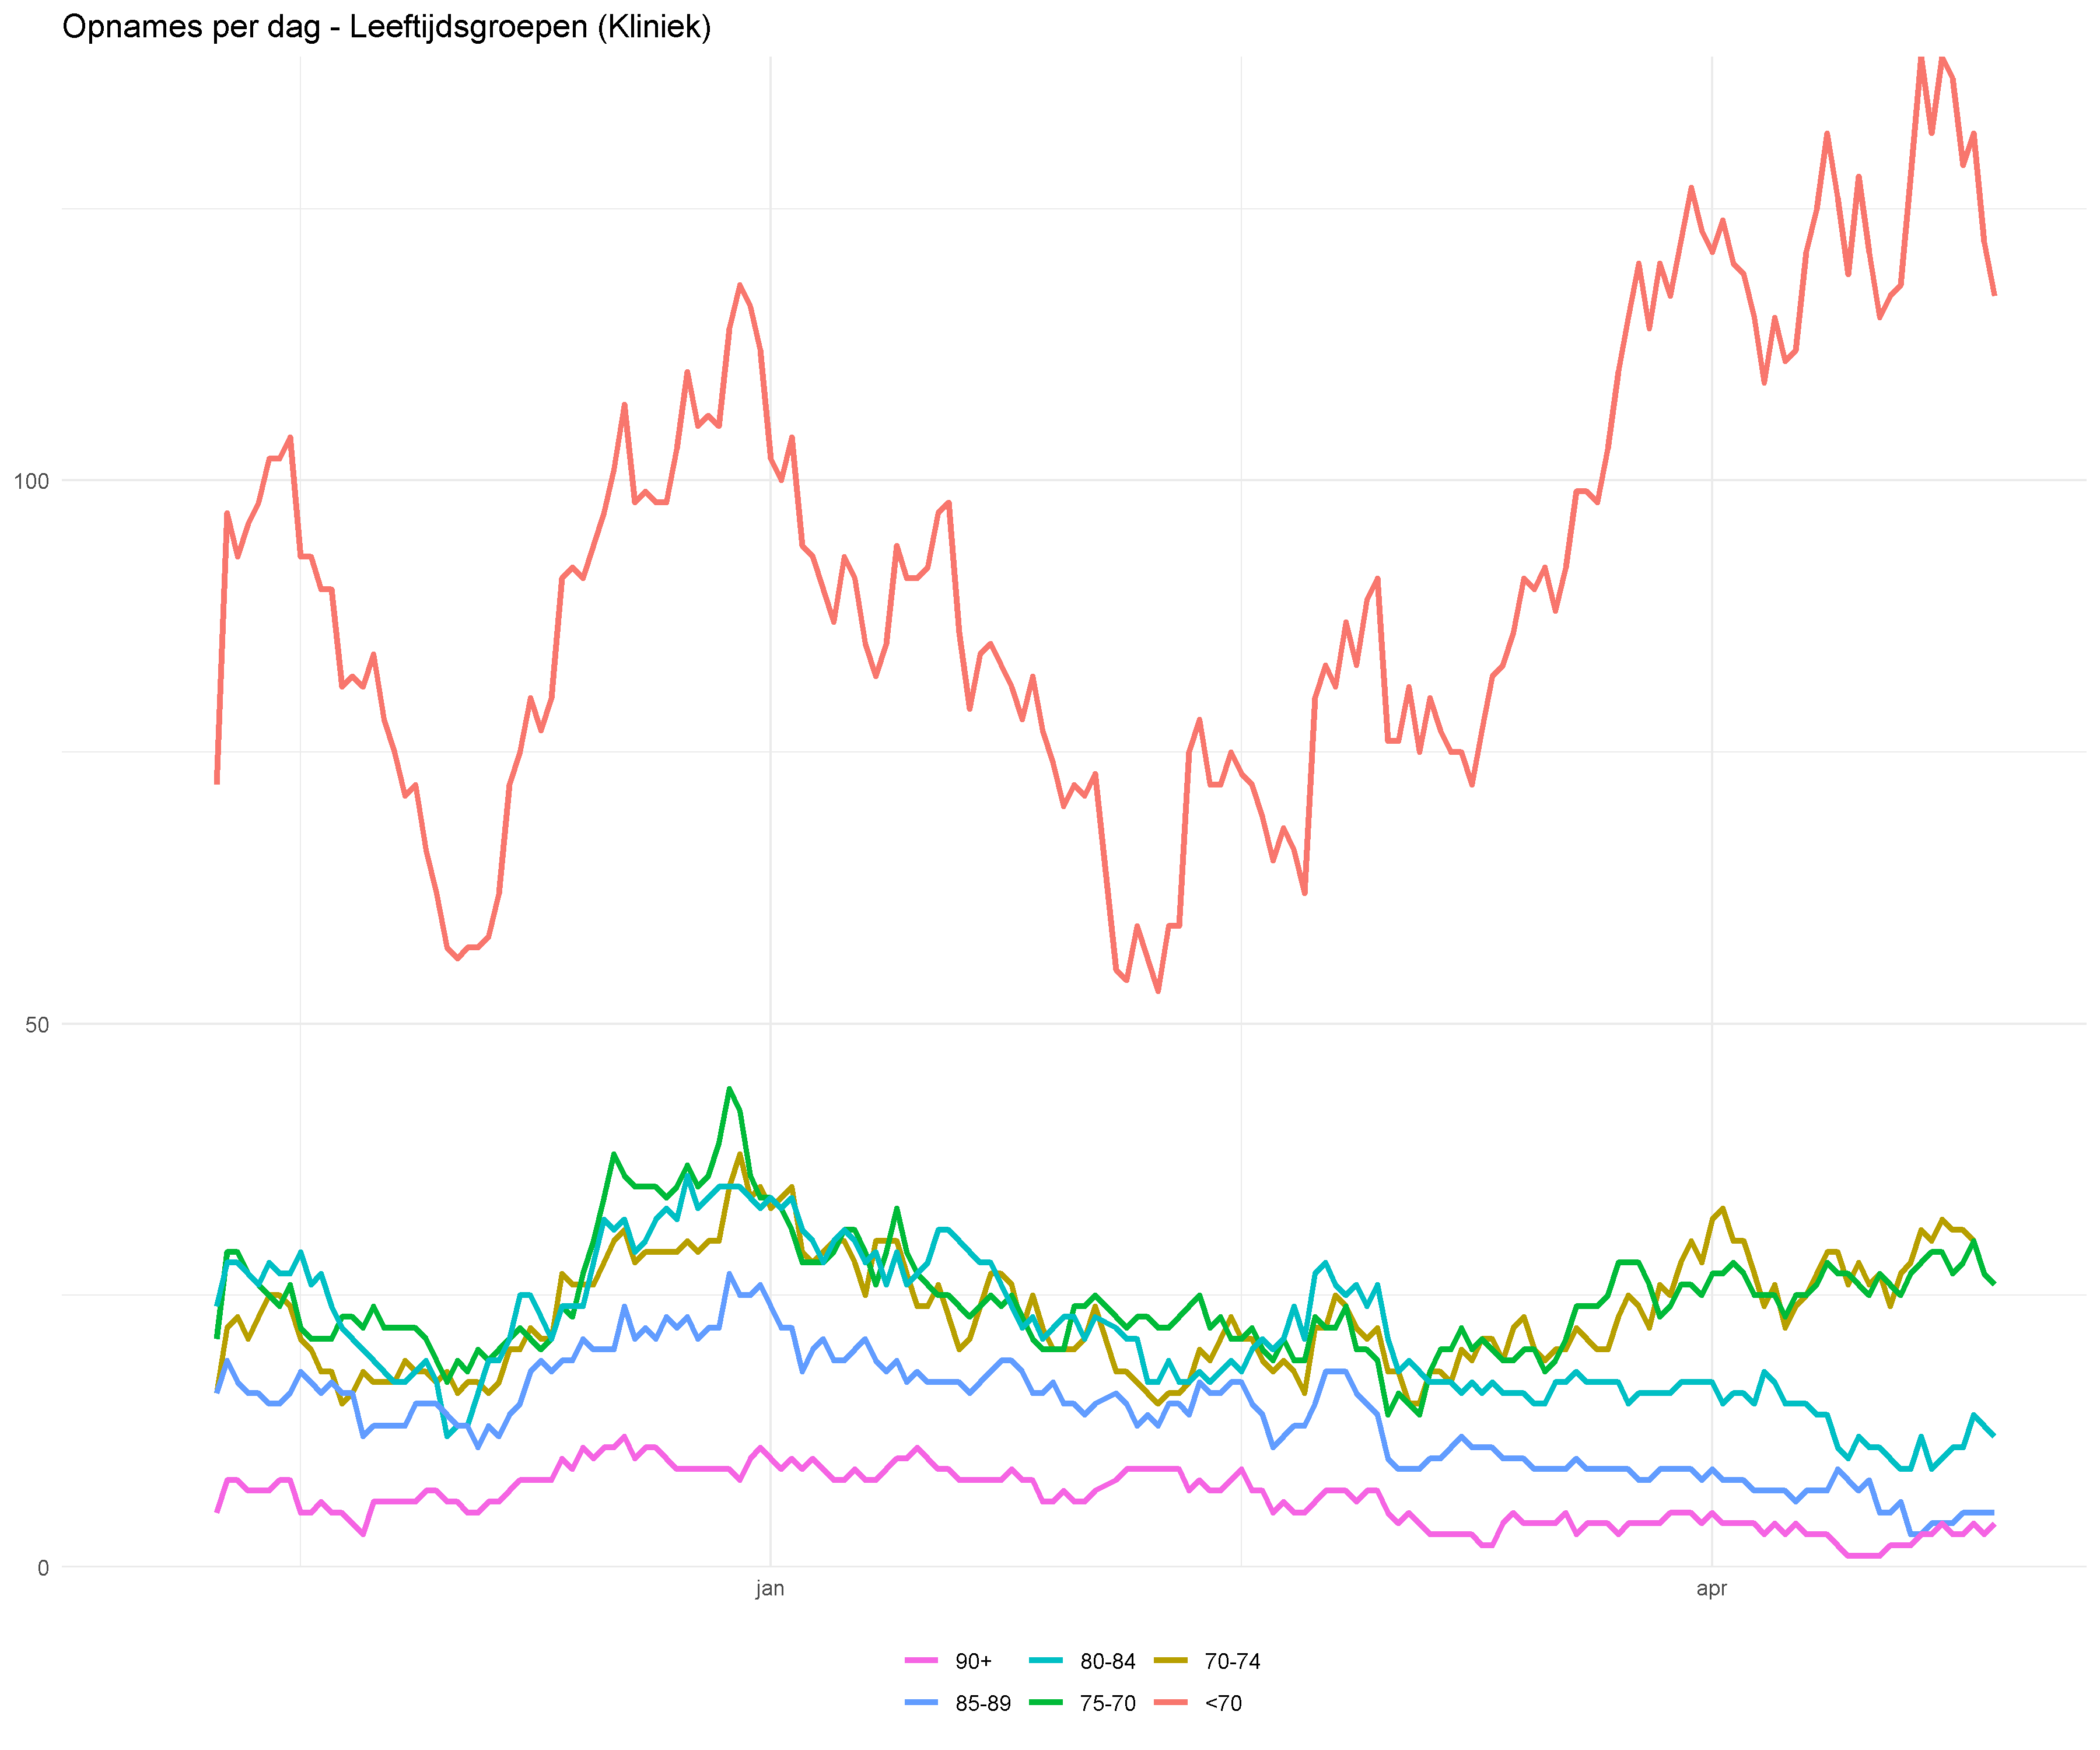 Opnames per dag - Leeftijdsgroepen (Kliniek)
100
50
0
jan apr
90+ 80-84 70-74
85-89 75-70 <70